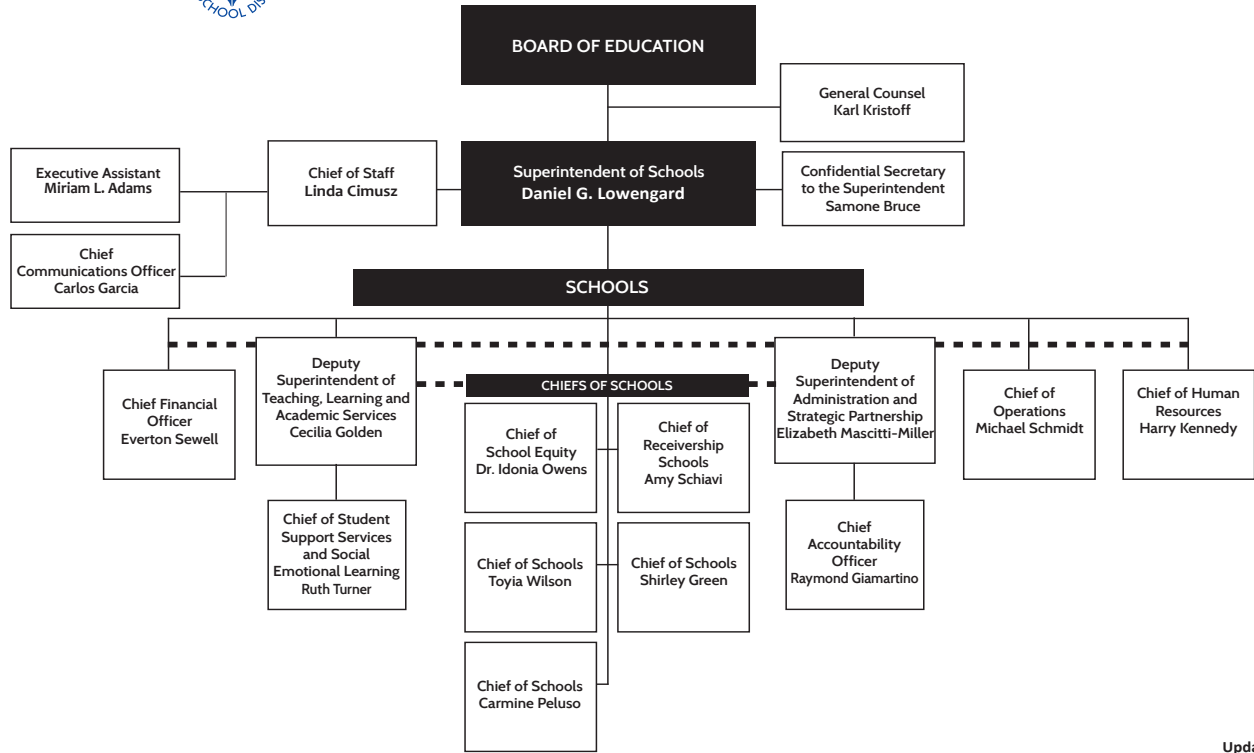 SCHOOL DIS
BOARD OF EDUCATION
General Counsel
Karl Kristoff
Executive Assistant
Miriam L. Adams
Chief of Staff
Linda Cimusz
Superintendent of Schools
Daniel G. Lowengard
Confidential Secretary
to the Superintendent
Samone Bruce
Chief
Communications Officer
Carlos Garcia
SCHOOLS
Chief Financial
Officer
Everton Sewell
Deputy
Superintendent of
Teaching, Learning and
Academic Services
Cecilia Golden
CHIEFS OF SCHOOLS
Deputy
Superintendent of
Administration and
Strategic Partnership
Elizabeth Mascitti-Miller
Chief of
Operations
Michael Schmidt
Chief of Human
Resources
Harry Kennedy
Chief of
School Equity
Dr. Idonia Owens
Chief of
Receivership
Schools
Amy Schiavi
Chief of Student
Support Services
and Social
Emotional Learning
Ruth Turner
Chief of Schools
Toyia Wilson
Chief of Schools
Shirley Green
Chief
Accountability
Officer
Raymond Giamartino
Chief of Schools
Carmine Peluso
Upda